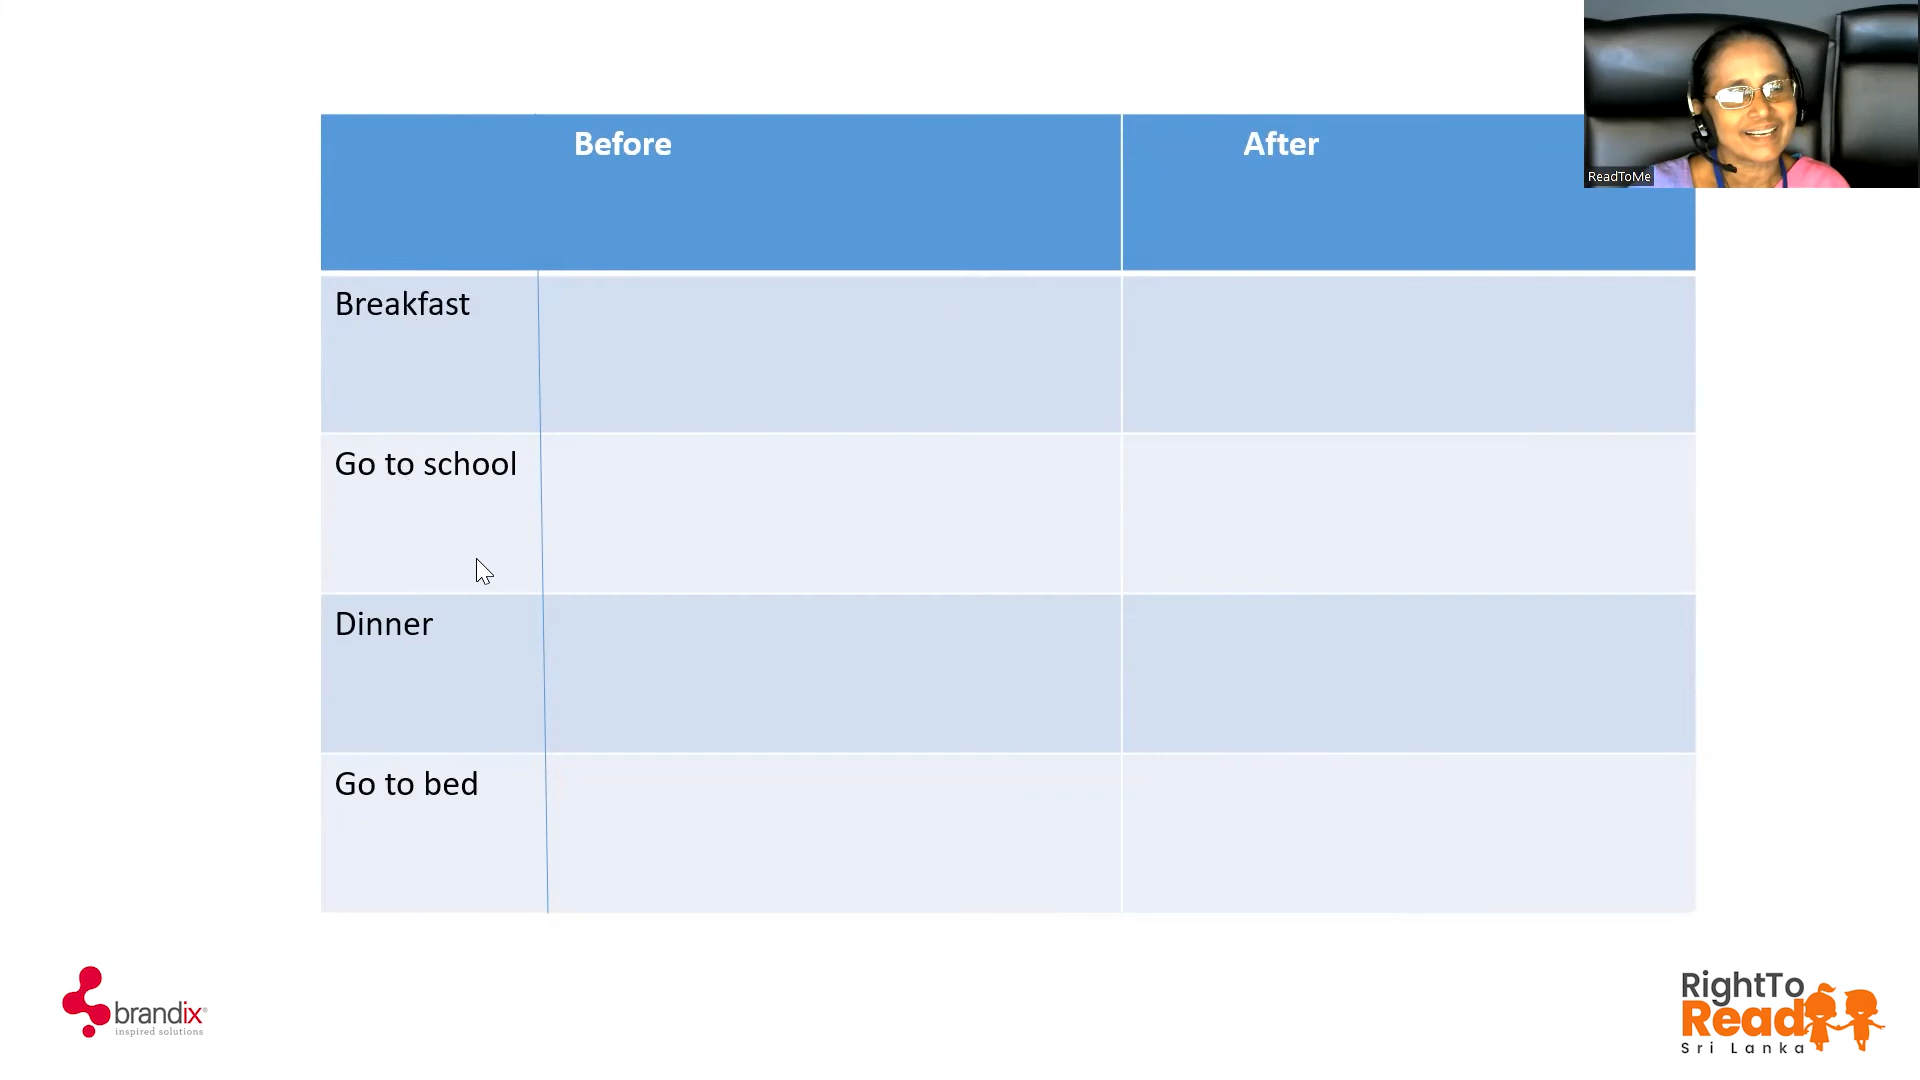 Before
After
ReadToMe
Breakfast
Go to school
Dinner
Go to bed
brandix
inspired solutions
RightTo
Read
Sri Lanka